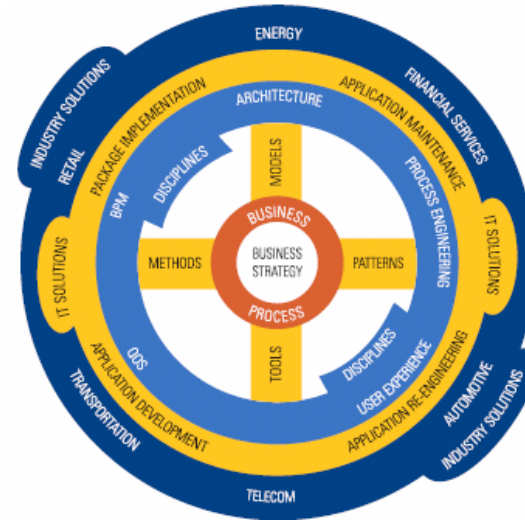 ENERGY
FINANCIAL SERVICES
INDUSTRY SOLUTIONS
RETAIL
PACKAGE IMPLEMENTATION
APPLICATION MAINTENANCE
ARCHITECTURE
DISCIPLINES
BPM
PROCESS ENGINEERING
MODELS
BUSINESS
BUSINESS
STRATEGY
PROCESS
METHODS
PATTERNS
TOOLS
IT SOLUTIONS
IT SOLUTIONS
DISCIPLINES
USER EXPERIENCE
QOS
APPLICATION DEVELOPMENT
APPLICATION RE-ENGINEERING
TRANSPORTATION
AUTOMOTIVE
INDUSTRY SOLUTIONS
TELECOM